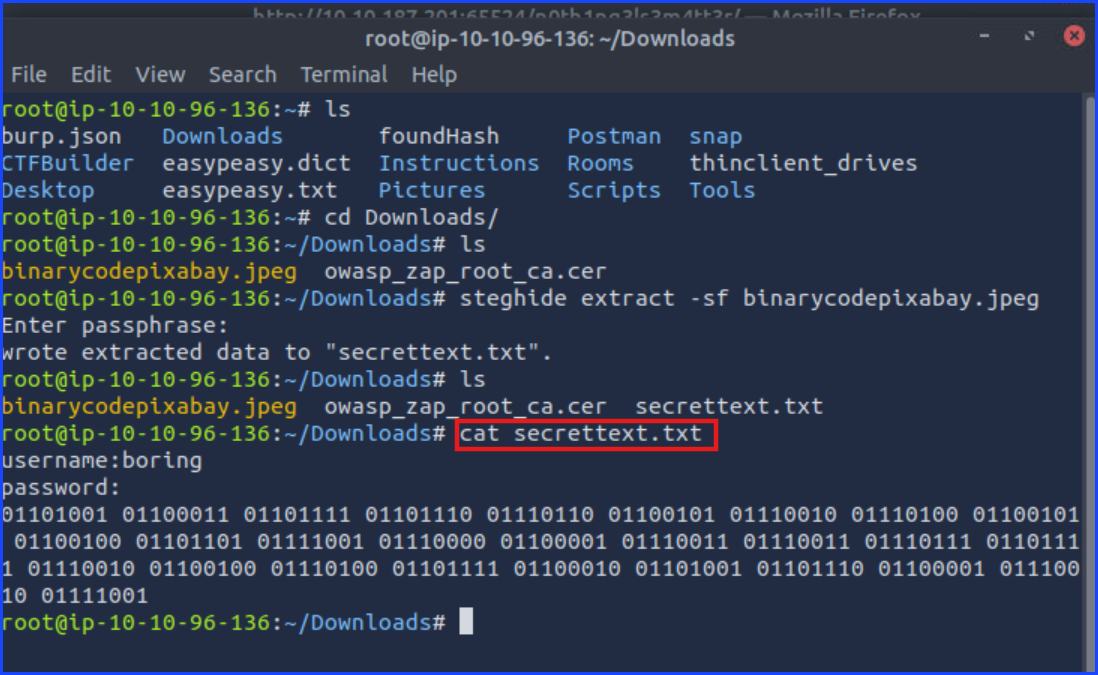 http://10.10.187.201:65524/n0th1ng3ls3m4tt3r/ — Mozilla Firefox
root@ip-10-10-96-136: ~/Downloads
File Edit View Search Terminal Help
root@ip-10-10-96-136:~# ls
burp.json Downloads foundHash Postman snap
CTFBuilder easypeasy.dict Instructions Rooms thinclient_drives
Desktop easypeasy.txt Pictures Scripts Tools
root@ip-10-10-96-136:~# cd Downloads/
root@ip-10-10-96-136:~/Downloads# ls
binarycodepixabay.jpeg owasp_zap_root_ca.cer
root@ip-10-10-96-136:~/Downloads# steghide extract -sf binarycodepixabay.jpeg
Enter passphrase:
wrote extracted data to "secrettext.txt".
root@ip-10-10-96-136:~/Downloads# ls
binarycodepixabay.jpeg owasp_zap_root_ca.cer secrettext.txt
root@ip-10-10-96-136:~/Downloads# cat secrettext.txt
username:boring
password:
01101001 01100011 01101111 01101110 01110110 01100101 01110010 01110100 01100101
01100100 01101101 01111001 01110000 01100001 01110011 01110011 01110111 0110111
1 01110010 01100100 01110100 01101111 01100010 01101001 01101110 01100001 011100
10 01111001
root@ip-10-10-96-136:~/Downloads#